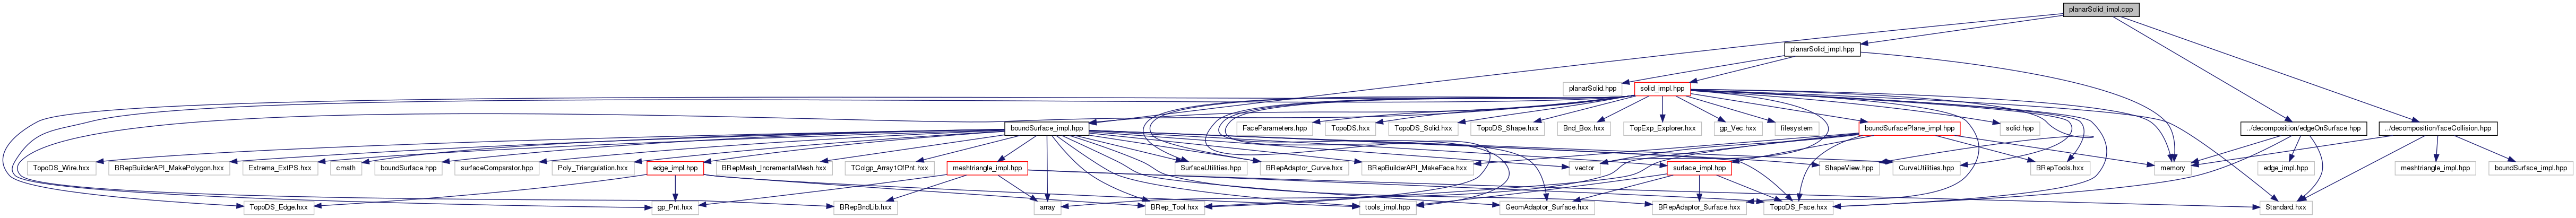 planarSolid_impl.cpp
planarSolid_impl.hpp
planarSolid.hpp
solid_impl.hpp
boundSurface_impl.hpp
FaceParameters.hpp
TopoDS.hxx
TopoDS_Solid.hxx
TopoDS_Shape.hxx
Bnd_Box.hxx
TopExp_Explorer.hxx
gp_Vec.hxx
filesystem
boundSurfacePlane_impl.hpp
solid.hpp
../decomposition/edgeOnSurface.hpp
../decomposition/faceCollision.hpp
TopoDS_Wire.hxx
BRepBuilderAPI_MakePolygon.hxx
Extrema_ExtPS.hxx
cmath
boundSurface.hpp
surfaceComparator.hpp
Poly_Triangulation.hxx
edge_impl.hpp
BRepMesh_IncrementalMesh.hxx
TColgp_Array1OfPnt.hxx
meshtriangle_impl.hpp
SurfaceUtilities.hpp
BRepAdaptor_Curve.hxx
BRepBuilderAPI_MakeFace.hxx
vector
surface_impl.hpp
ShapeView.hpp
CurveUtilities.hpp
BRepTools.hxx
memory
edge_impl.hpp
meshtriangle_impl.hpp
boundSurface_impl.hpp
TopoDS_Edge.hxx
gp_Pnt.hxx
BRepBndLib.hxx
array
BRep_Tool.hxx
tools_impl.hpp
GeomAdaptor_Surface.hxx
BRepAdaptor_Surface.hxx
TopoDS_Face.hxx
Standard.hxx